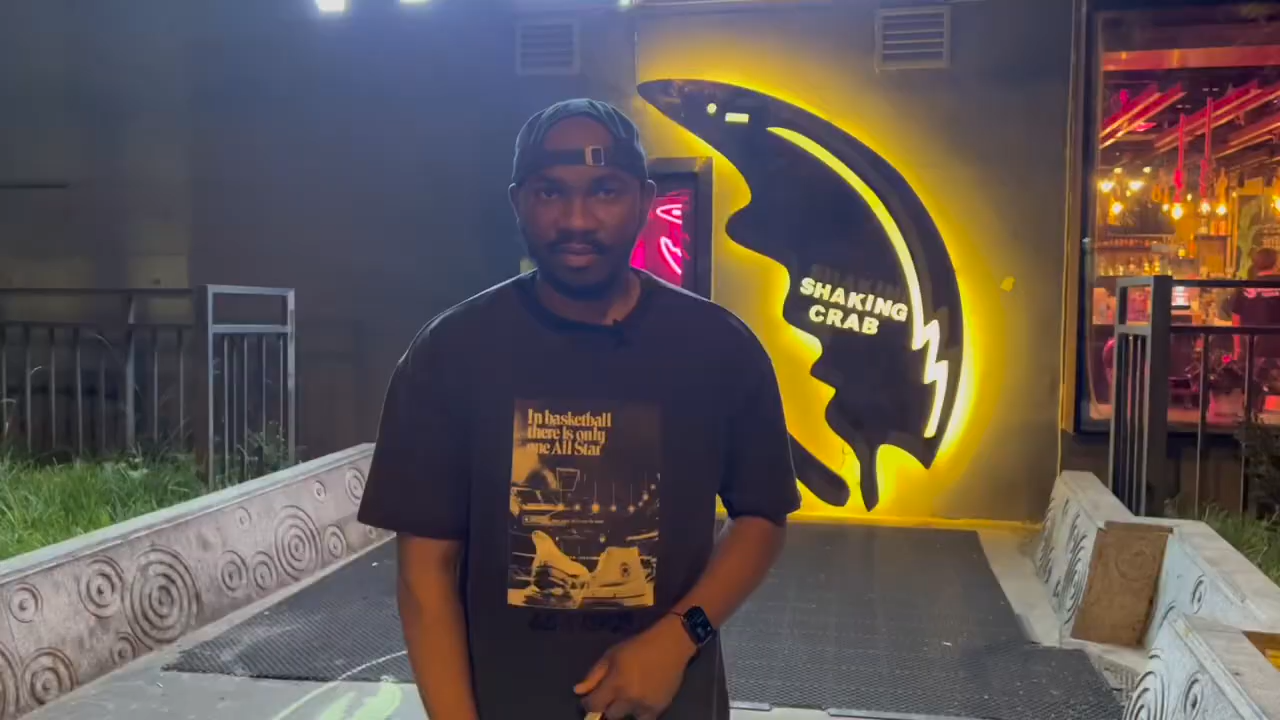 SHAKING
CRAB
In basketball
there is only
one All Star